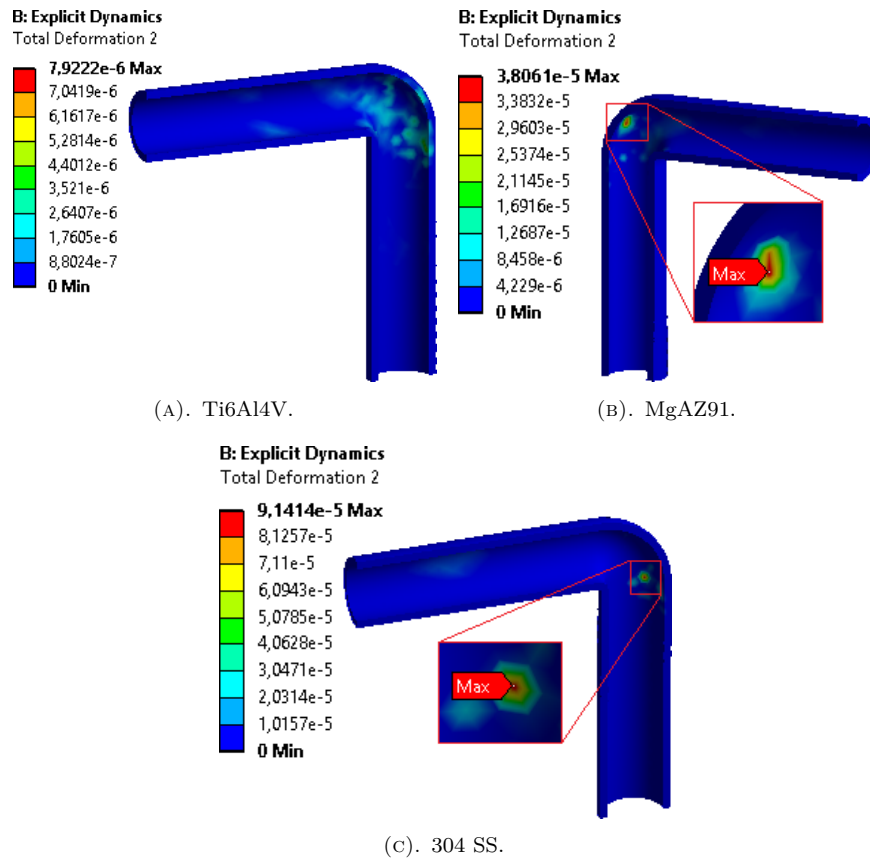 B: Explicit Dynamics
Total Deformation 2
7,9222e-6 Max
7,0419e-6
6,1617e-6
5,2814e-6
4,4012e-6
3,521e-6
2,6407e-6
1,7605e-6
8,8024e-7
0 Min
(A). Ti6Al4V.
B: Explicit Dynamics
Total Deformation 2
3,8061e-5 Max
3,3832e-5
2,9603e-5
2,5374e-5
2,1145e-5
1,6916e-5
1,2687e-5
8,458e-6
4,229e-6
0 Min
Max
(B). MgAZ91.
B: Explicit Dynamics
Total Deformation 2
9,1414e-5 Max
8,1257e-5
7,11e-5
6,0943e-5
5,0785e-5
4,0628e-5
3,0471e-5
2,0314e-5
1,0157e-5
0 Min
Max
(C). 304 SS.